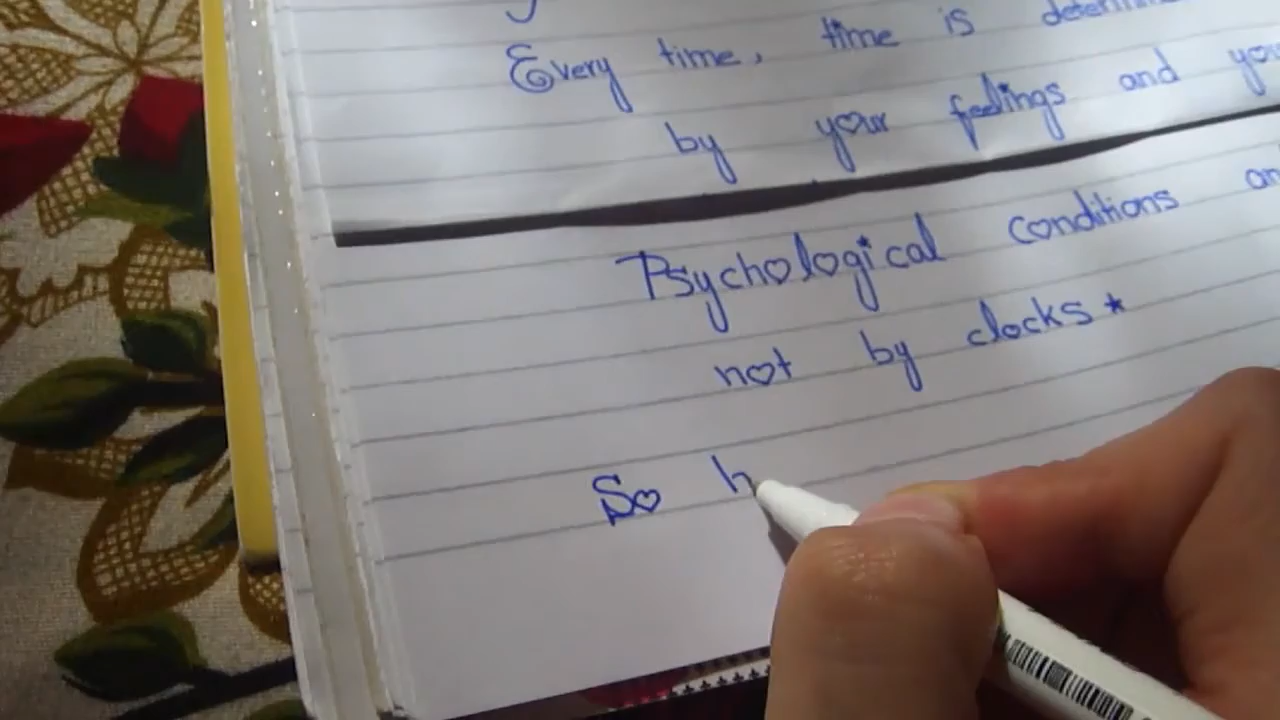 Every time, time is
by your feelings and
Psychological conditions
not by clocks*
So h